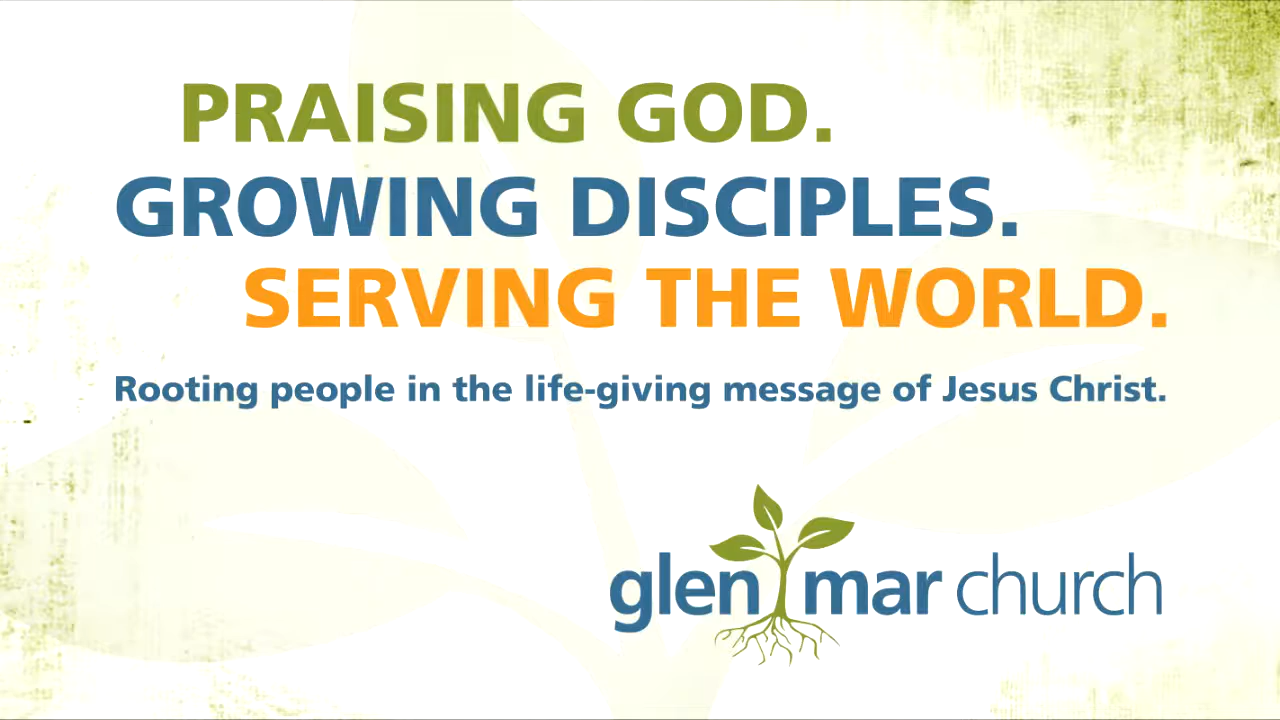 PRAISING GOD.
GROWING DISCIPLES.
SERVING THE WORLD.
Rooting people in the life-giving message of Jesus Christ.
glen mar church